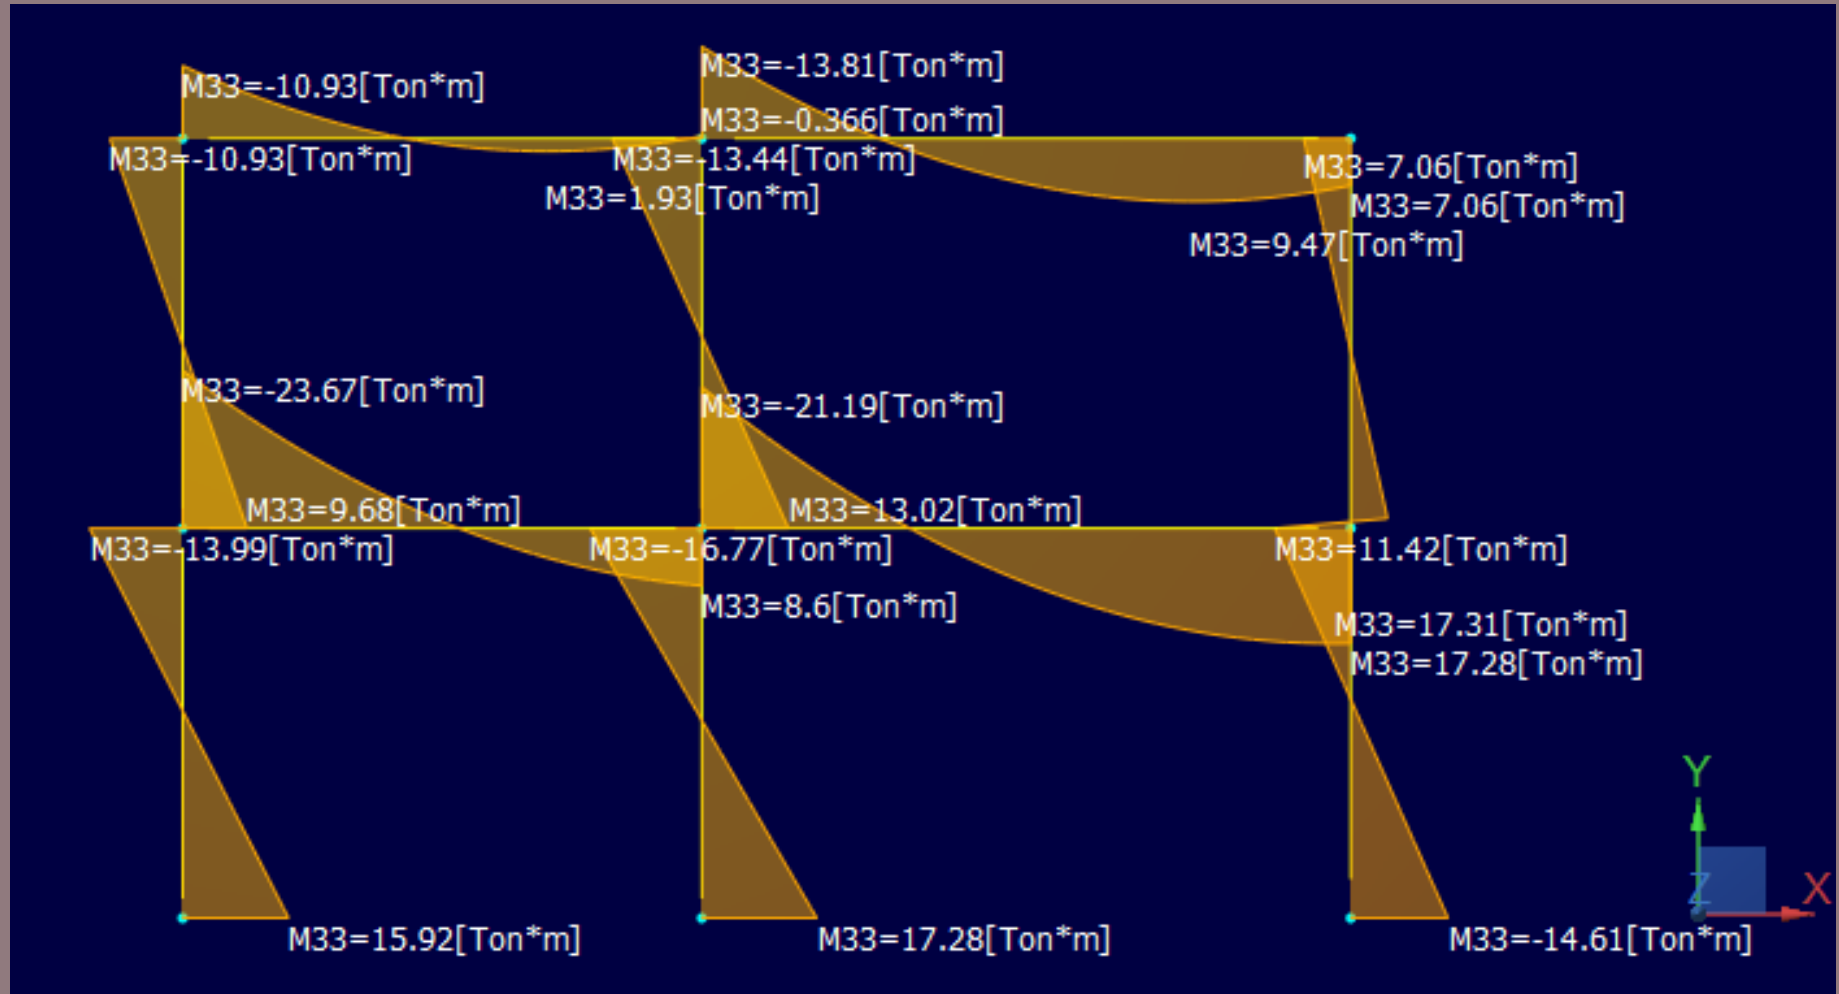 M33=-13.81[Ton*m]
M33=-10.93[Ton*m]
M33=-0.366[Ton*m]
M33=-10.93[Ton*m]
M33=-13.44[Ton*m]
M33=7.06[Ton*m]
M33=1.93[Ton*m]
M33=7.06[Ton*m]
M33=9.47[Ton*m]
M33=-23.67[Ton*m]
M33=-21.19[Ton*m]
M33=9.68[Ton*m]
M33=13.02[Ton*m]
M33=-13.99[Ton*m]
M33=-16.77[Ton*m]
M33=11.42[Ton*m]
M33=8.6[Ton*m]
M33=17.31[Ton*m]
M33=17.28[Ton*m]
Y
Z
X
M33=15.92[Ton*m]
M33=17.28[Ton*m]
M33=-14.61[Ton*m]